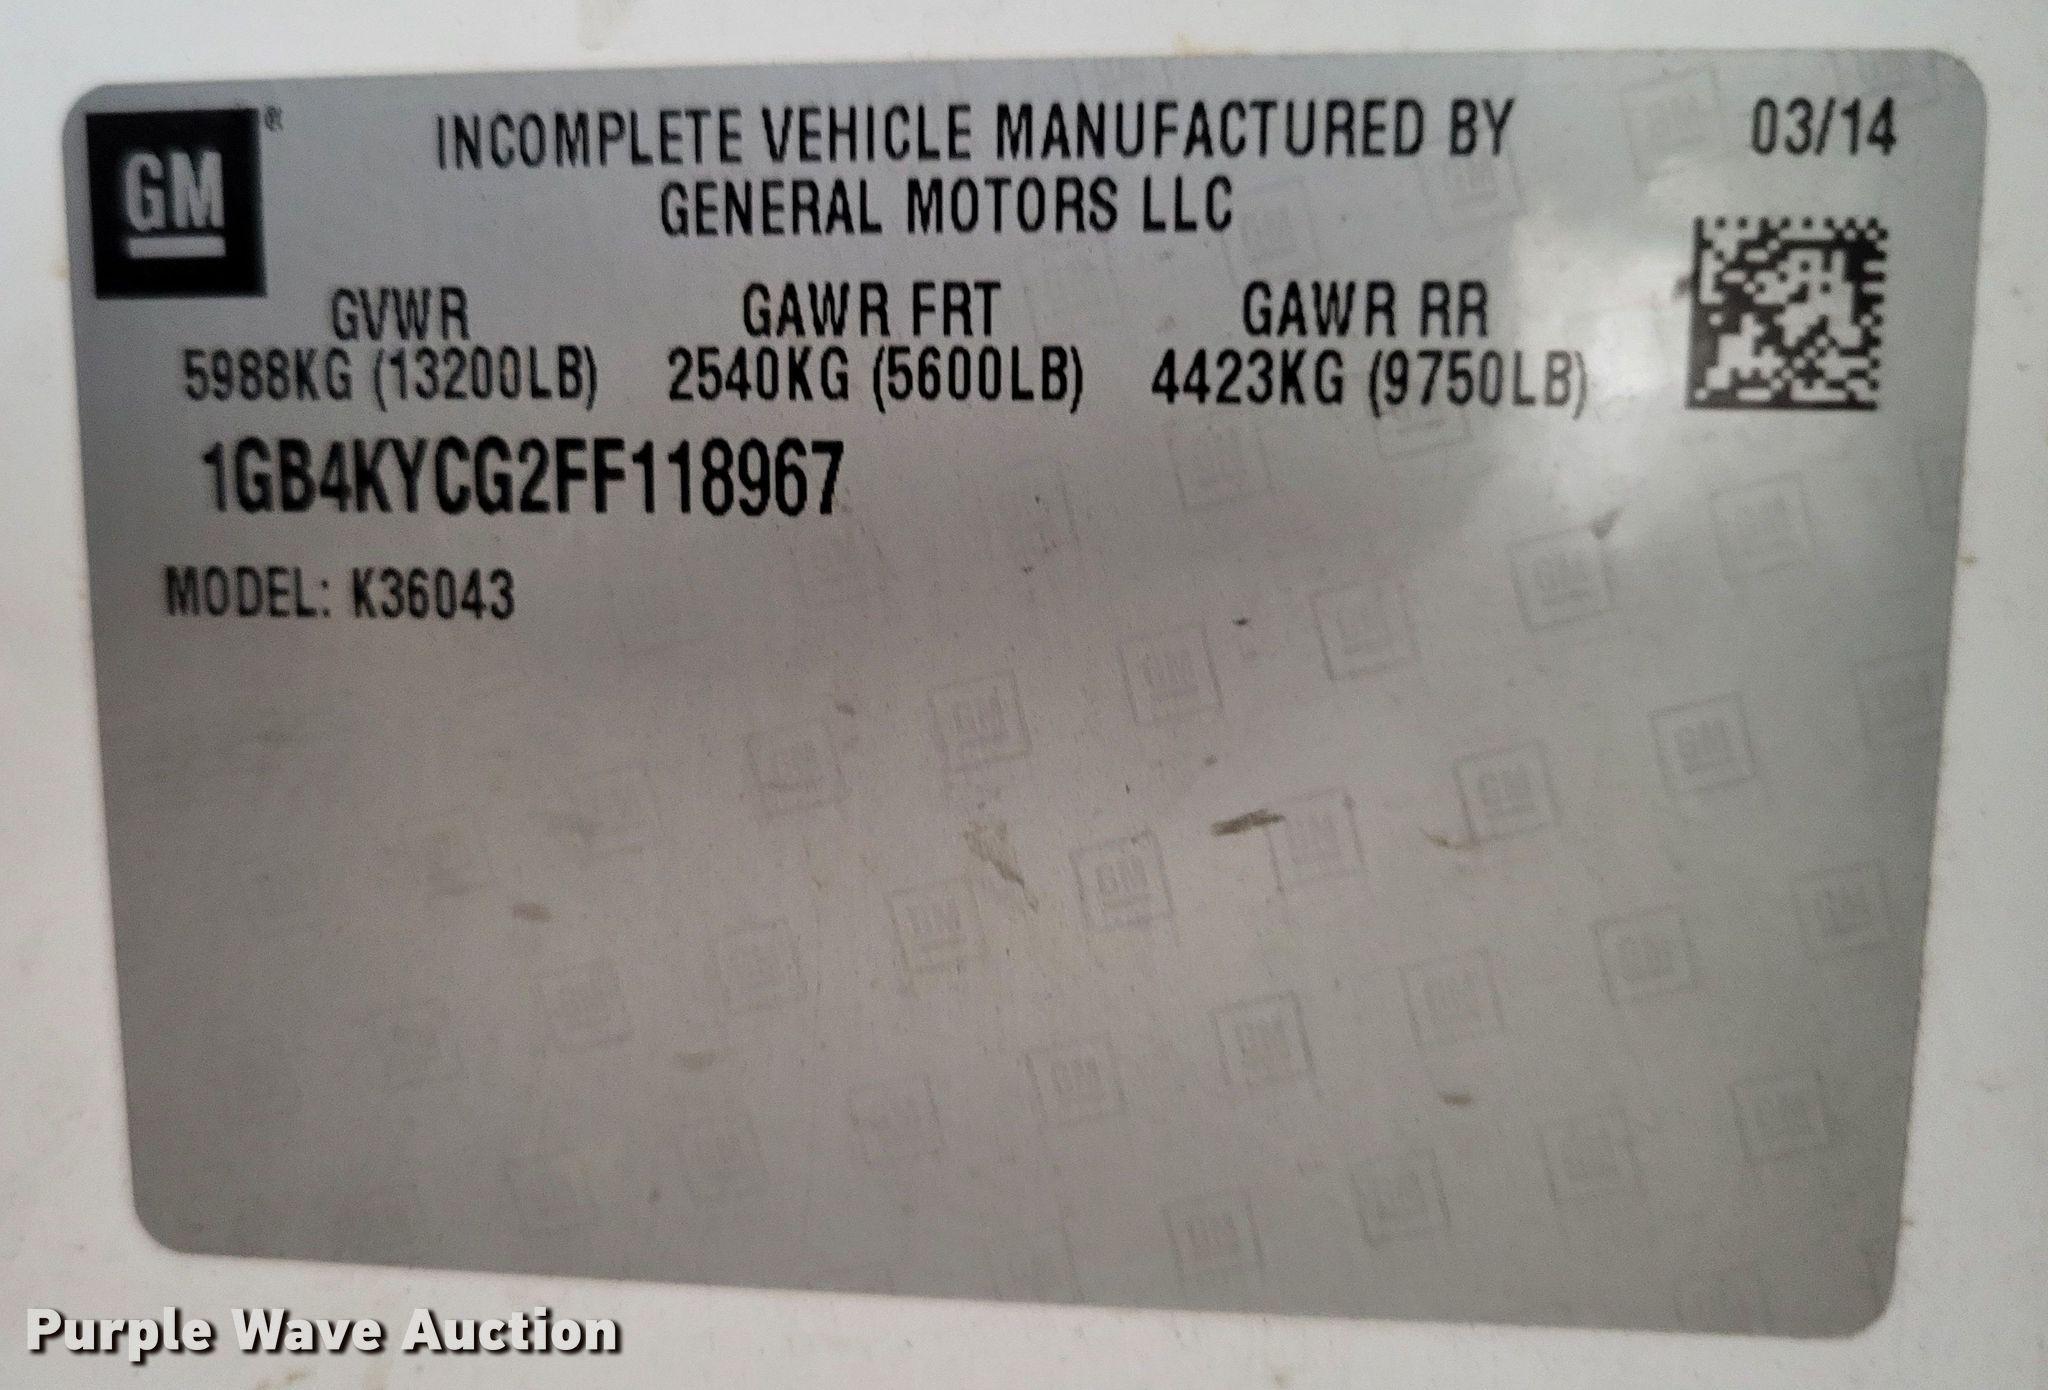 GM ®
INCOMPLETE VEHICLE MANUFACTURED BY
GENERAL MOTORS LLC
03/14
GVWR GAWR FRT GAWR RR
5988KG (13200LB) 2540KG (5600LB) 4423KG (9750LB)
1GB4KYCG2FF118967
MODEL: K36043
Purple Wave Auction